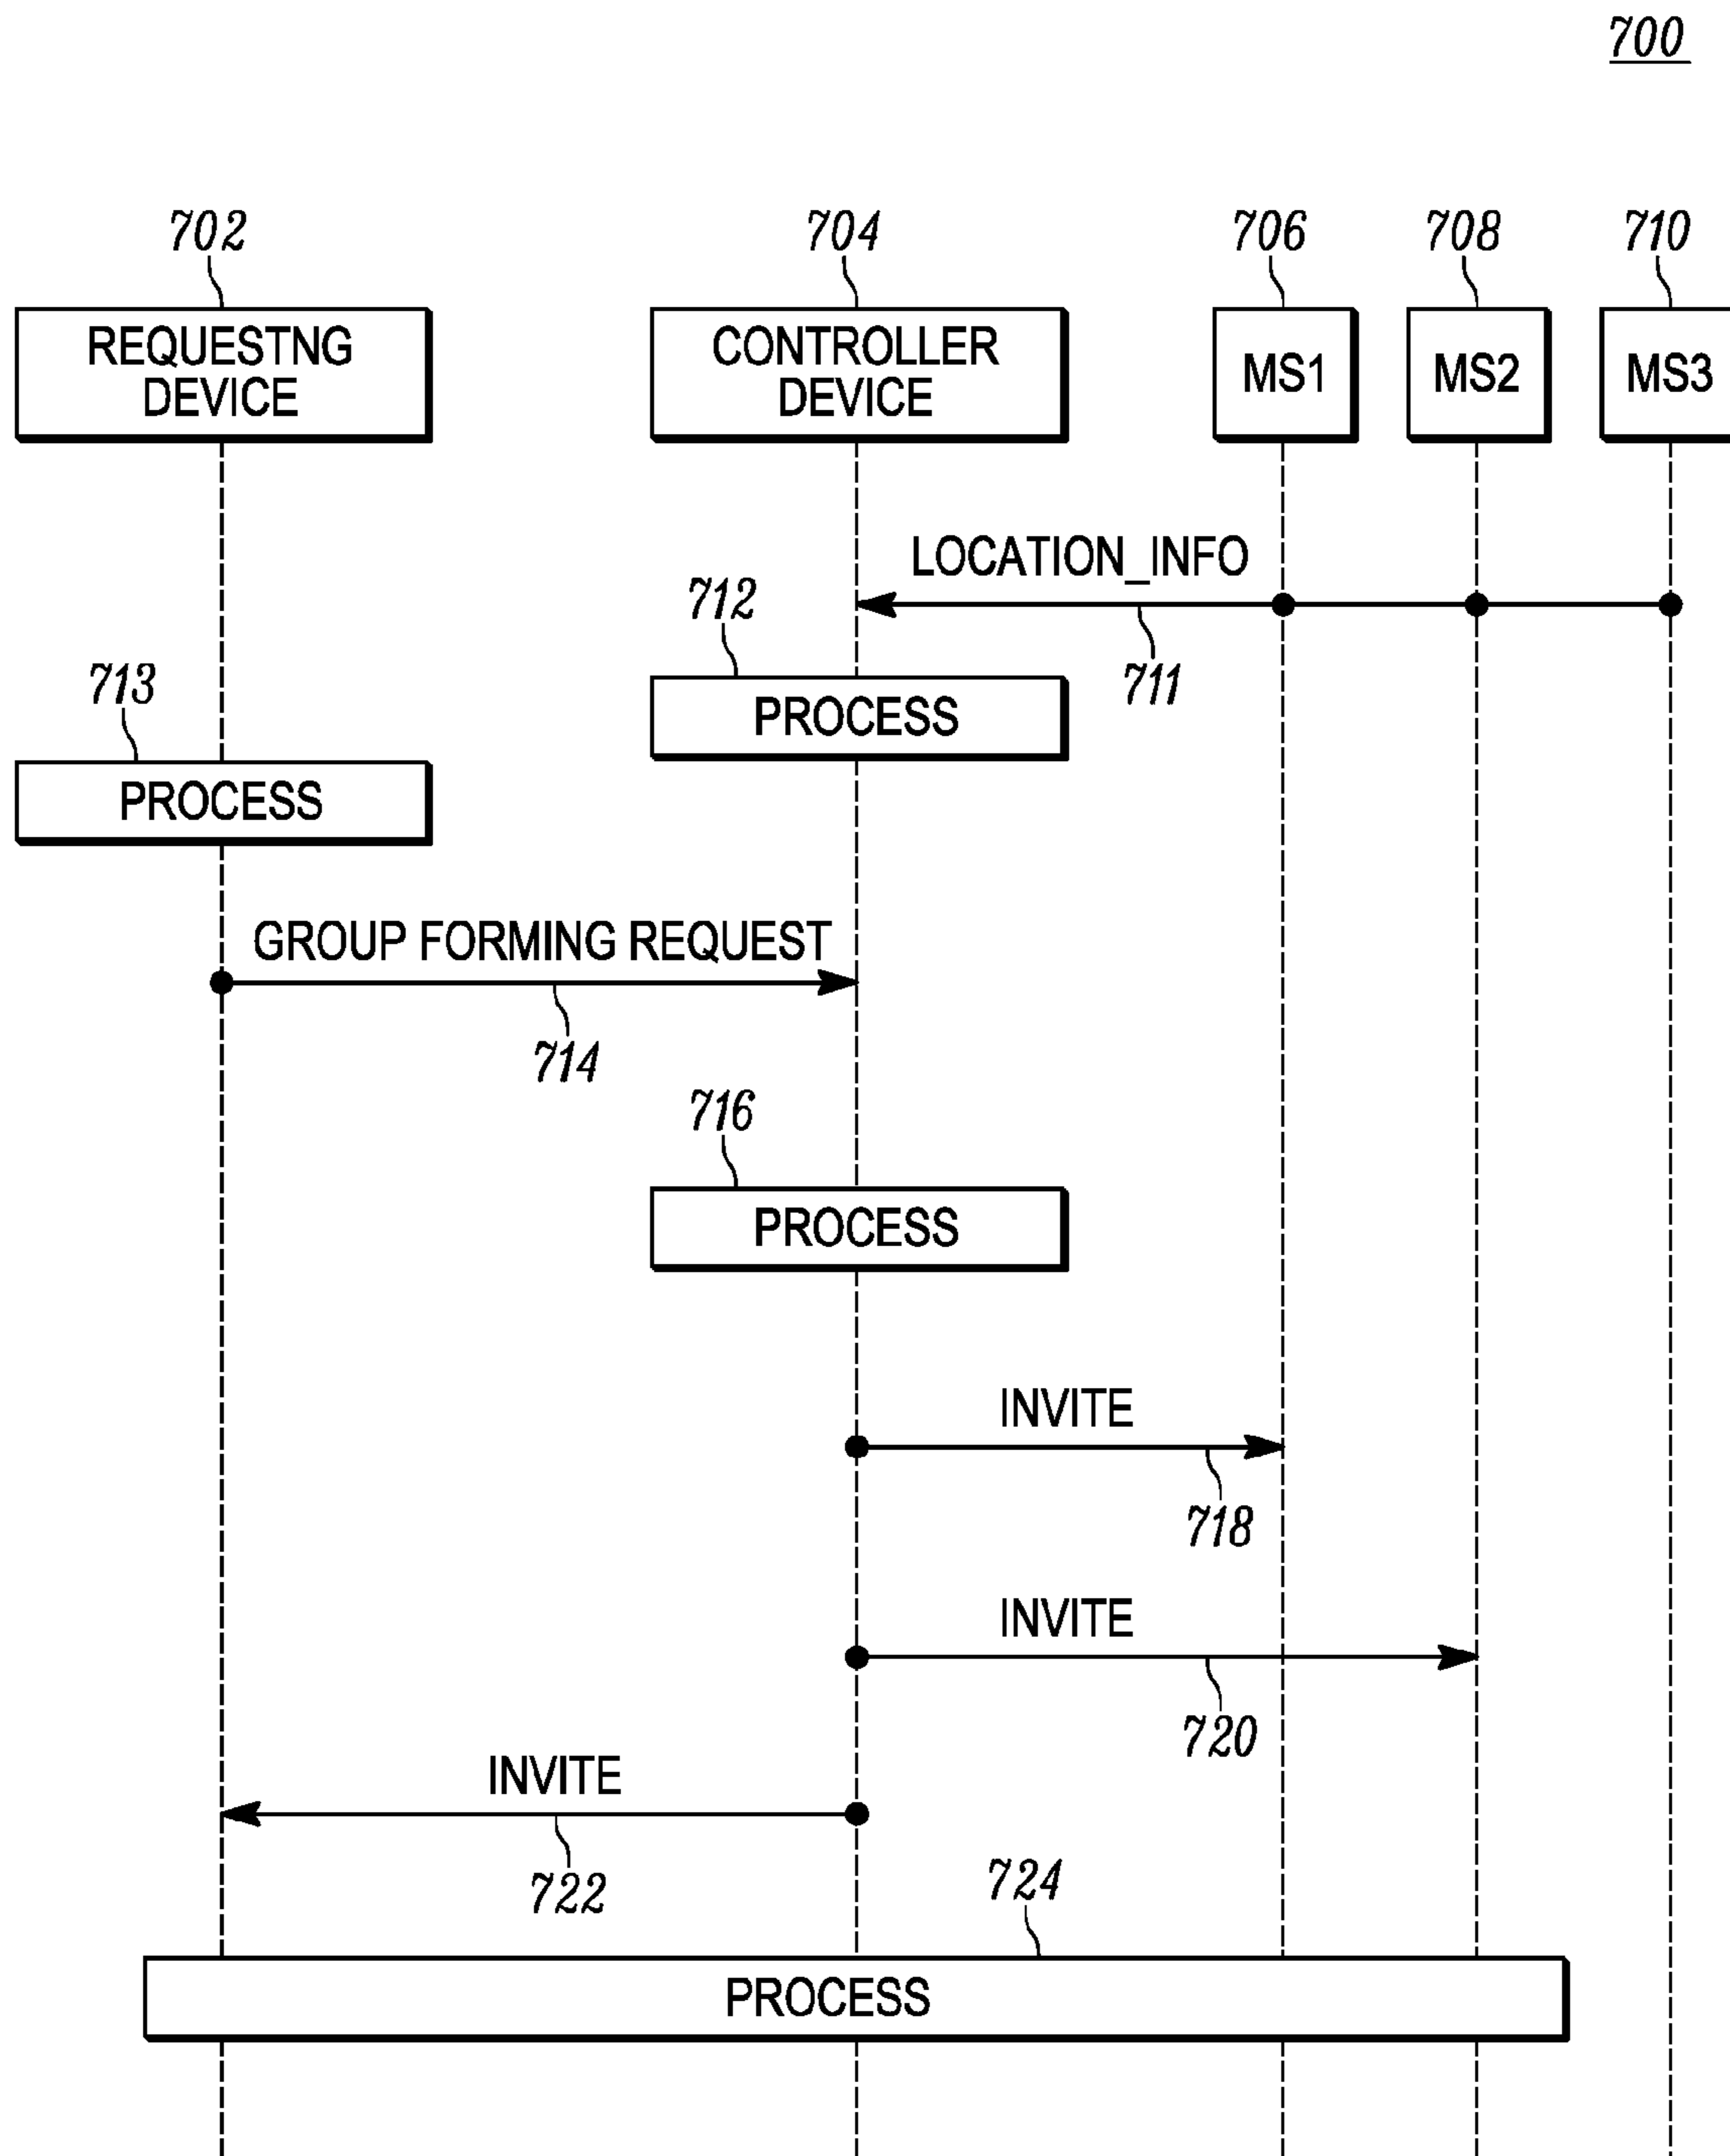 700
702
704
706
708
710
REQUESTNG
DEVICE
CONTROLLER
DEVICE
MS1
MS2
MS3
LOCATION_INFO
712
711
713
PROCESS
PROCESS
GROUP FORMING REQUEST
714
716
PROCESS
INVITE
718
INVITE
720
INVITE
722
724
PROCESS